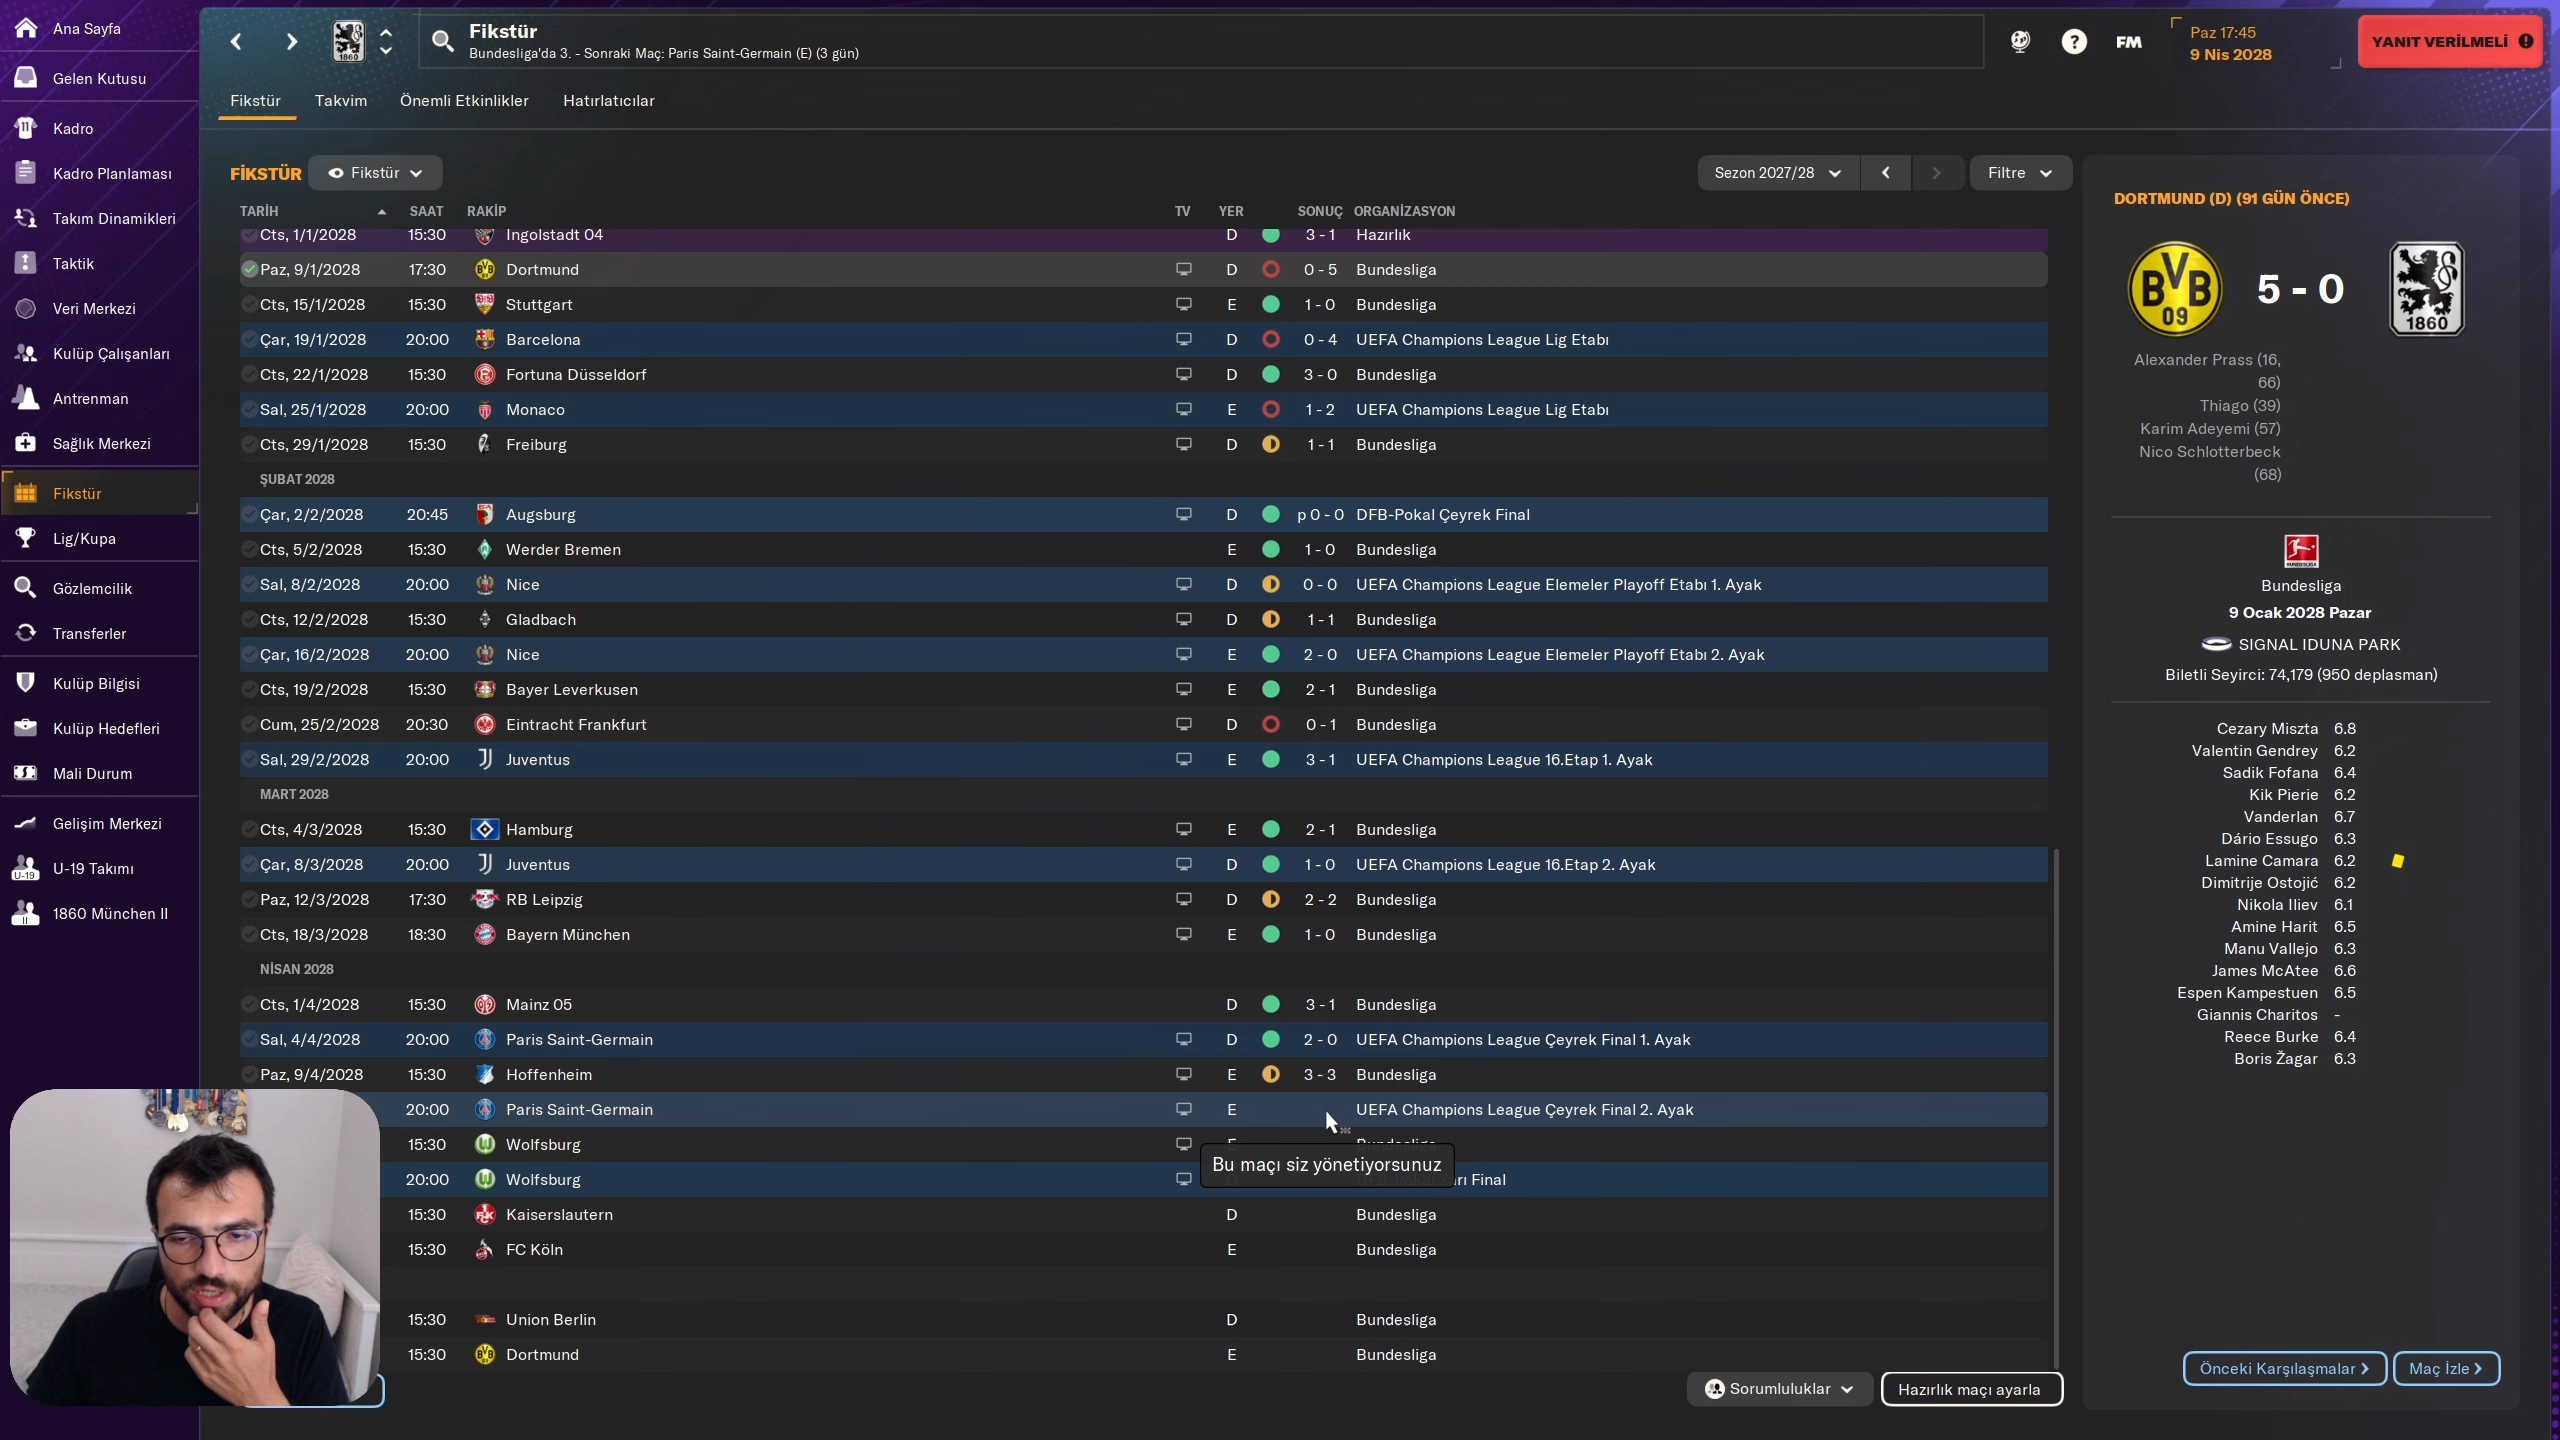 Ana Sayfa
Gelen Kutusu
Kadro
Kadro Planlaması
Takım Dinamikleri
Taktik
Veri Merkezi
Kulüp Çalışanları
Antrenman
Sağlık Merkezi
Fikstür
Lig/Kupa
Gözlemcilik
Transferler
Kulüp Bilgisi
Kulüp Hedefleri
Mali Durum
Gelişim Merkezi
U-19 U-19 Takımı
II 1860 München II
1860
Fikstür
Bundesliga'da 3. - Sonraki Maç: Paris Saint-Germain (E) (3 gün)
FM
Paz 17:45
9 Nis 2028
YANIT VERİLMELİ
Fikstür Takvim Önemli Etkinlikler Hatırlatıcılar
FİKSTÜR Fikstür Sezon 2027/28 Filtre
TARİH SAAT RAKİP TV YER SONUÇ ORGANİZASYON
Cts, 1/1/2028 15:30 Ingolstadt 04 D 3 - 1 Hazırlık
Paz, 9/1/2028 17:30 Dortmund D 0 - 5 Bundesliga
Cts, 15/1/2028 15:30 Stuttgart E 1 - 0 Bundesliga
Çar, 19/1/2028 20:00 Barcelona D 0 - 4 UEFA Champions League Lig Etabı
Cts, 22/1/2028 15:30 Fortuna Düsseldorf D 3 - 0 Bundesliga
Sal, 25/1/2028 20:00 Monaco E 1 - 2 UEFA Champions League Lig Etabı
Cts, 29/1/2028 15:30 Freiburg D 1 - 1 Bundesliga
ŞUBAT 2028
Çar, 2/2/2028 20:45 Augsburg D p 0 - 0 DFB-Pokal Çeyrek Final
Cts, 5/2/2028 15:30 Werder Bremen E 1 - 0 Bundesliga
Sal, 8/2/2028 20:00 Nice D 0 - 0 UEFA Champions League Elemeler Playoff Etabı 1. Ayak
Cts, 12/2/2028 15:30 Gladbach D 1 - 1 Bundesliga
Çar, 16/2/2028 20:00 Nice E 2 - 0 UEFA Champions League Elemeler Playoff Etabı 2. Ayak
Cts, 19/2/2028 15:30 Bayer Leverkusen E 2 - 1 Bundesliga
Cum, 25/2/2028 20:30 Eintracht Frankfurt D 0 - 1 Bundesliga
Sal, 29/2/2028 20:00 Juventus E 3 - 1 UEFA Champions League 16.Etap 1. Ayak
MART 2028
Cts, 4/3/2028 15:30 Hamburg E 2 - 1 Bundesliga
Çar, 8/3/2028 20:00 Juventus D 1 - 0 UEFA Champions League 16.Etap 2. Ayak
Paz, 12/3/2028 17:30 RB Leipzig D 2 - 2 Bundesliga
Cts, 18/3/2028 18:30 Bayern München E 1 - 0 Bundesliga
NİSAN 2028
Cts, 1/4/2028 15:30 Mainz 05 D 3 - 1 Bundesliga
Sal, 4/4/2028 20:00 Paris Saint-Germain D 2 - 0 UEFA Champions League Çeyrek Final 1. Ayak
Paz, 9/4/2028 15:30 Hoffenheim E 3 - 3 Bundesliga
20:00 Paris Saint-Germain E UEFA Champions League Çeyrek Final 2. Ayak
15:30 Wolfsburg
Bu maçı siz yönetiyorsunuz
20:00 Wolfsburg Final
15:30 Kaiserslautern D Bundesliga
15:30 FC Köln E Bundesliga
15:30 Union Berlin D Bundesliga
15:30 Dortmund E Bundesliga
Sorumluluklar Hazırlık maçı ayarla
DORTMUND (D) (91 GÜN ÖNCE)
BVB 09 5 - 0 1860
Alexander Prass (16,
66)
Thiago (39)
Karim Adeyemi (57)
Nico Schlotterbeck
(68)
BUNDESLIGA
Bundesliga
9 Ocak 2028 Pazar
SIGNAL IDUNA PARK
Biletli Seyirci: 74,179 (950 deplasman)
Cezary Miszta 6.8
Valentin Gendrey 6.2
Sadik Fofana 6.4
Kik Pierie 6.2
Vanderlan 6.7
Dário Essugo 6.3
Lamine Camara 6.2
Dimitrije Ostojić 6.2
Nikola Iliev 6.1
Amine Harit 6.5
Manu Vallejo 6.3
James McAtee 6.6
Espen Kampestuen 6.5
Giannis Charitos -
Reece Burke 6.4
Boris Žagar 6.3
Önceki Karşılaşmalar Maç İzle